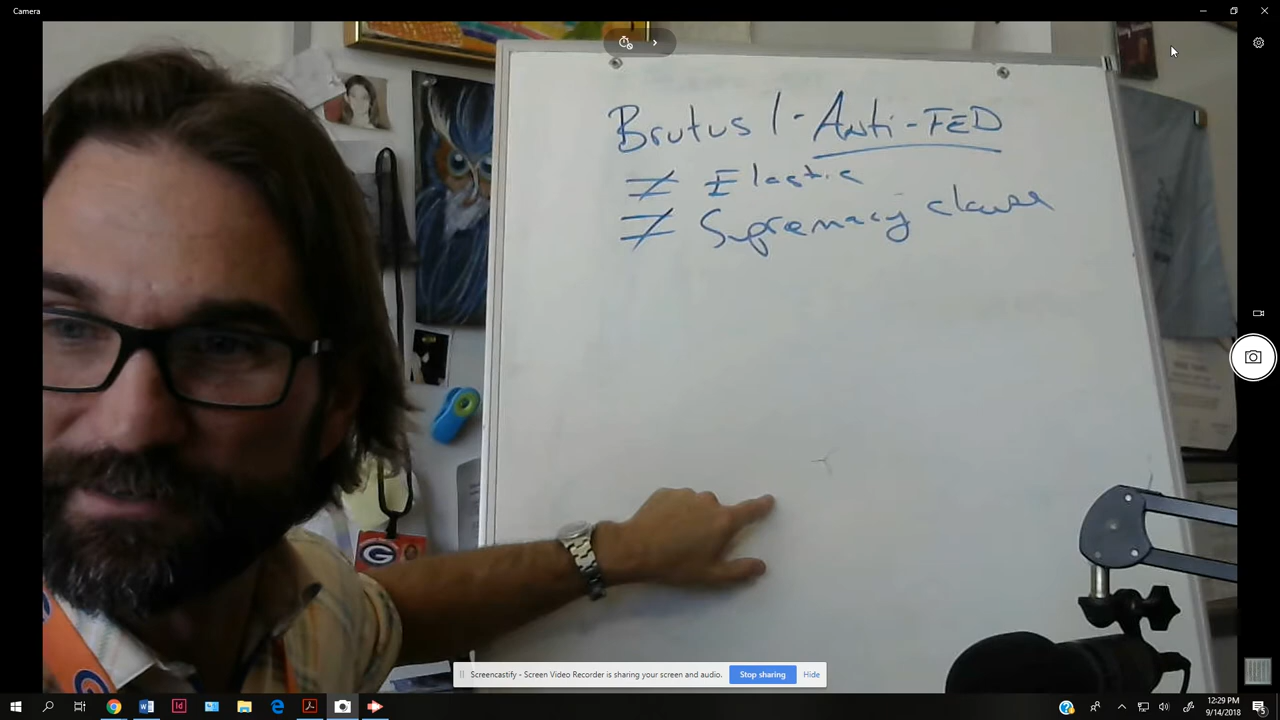 Camera
Brutus 1 - Anti-FED
≠ Elastic
≠ Supremacy clause
G
Screencastify - Screen Video Recorder is sharing your screen and audio.
Stop sharing
Hide
12:29 PM
9/14/2018